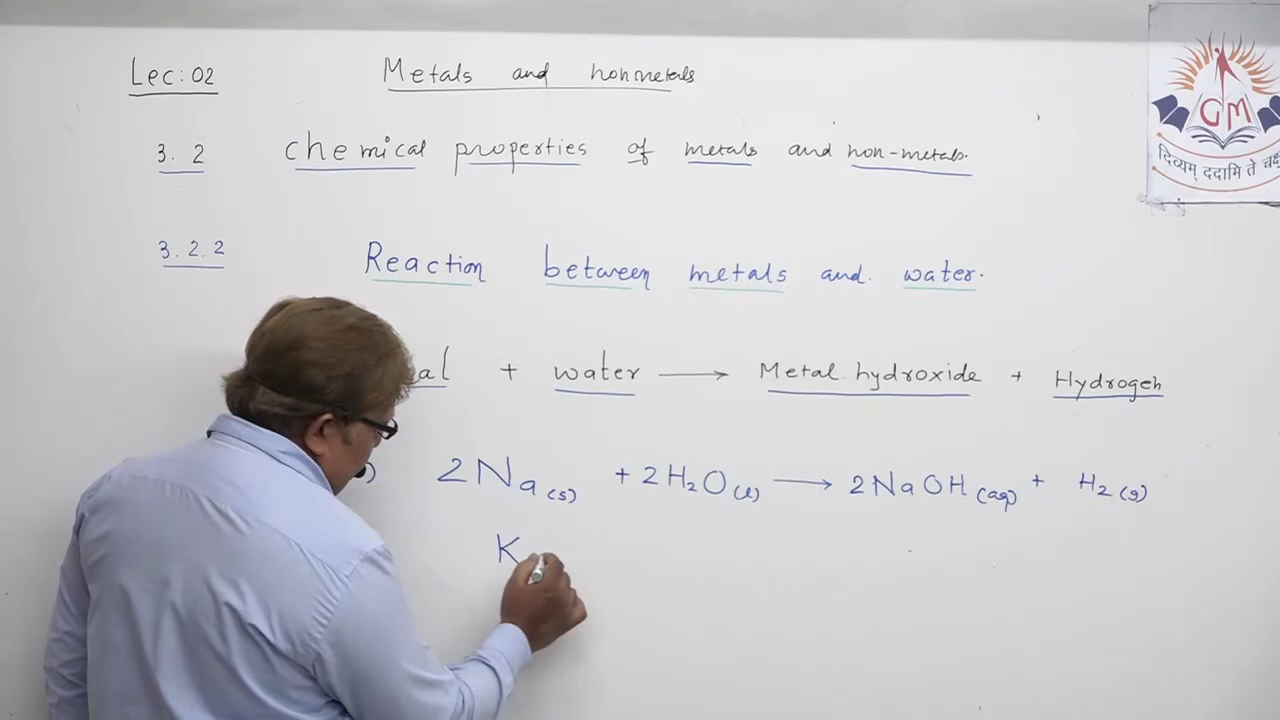 Lec: 02 Metals and nonmetals
3. 2 chemical properties of metals and non-metals.
GM
दिव्यम् ददामि ते
3. 2. 2 Reaction between metals and. water.
+ water → Metal hydroxide + Hydrogen
) 2Na(s) + 2H₂O(l) → 2NaOH(aq) + H₂(g)
K